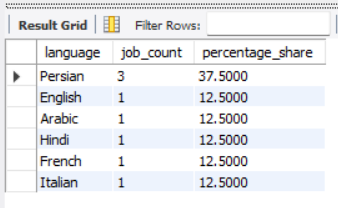 Result Grid Filter Rows:
language job_count percentage_share
Persian 3 37.5000
English 1 12.5000
Arabic 1 12.5000
Hindi 1 12.5000
French 1 12.5000
Italian 1 12.5000